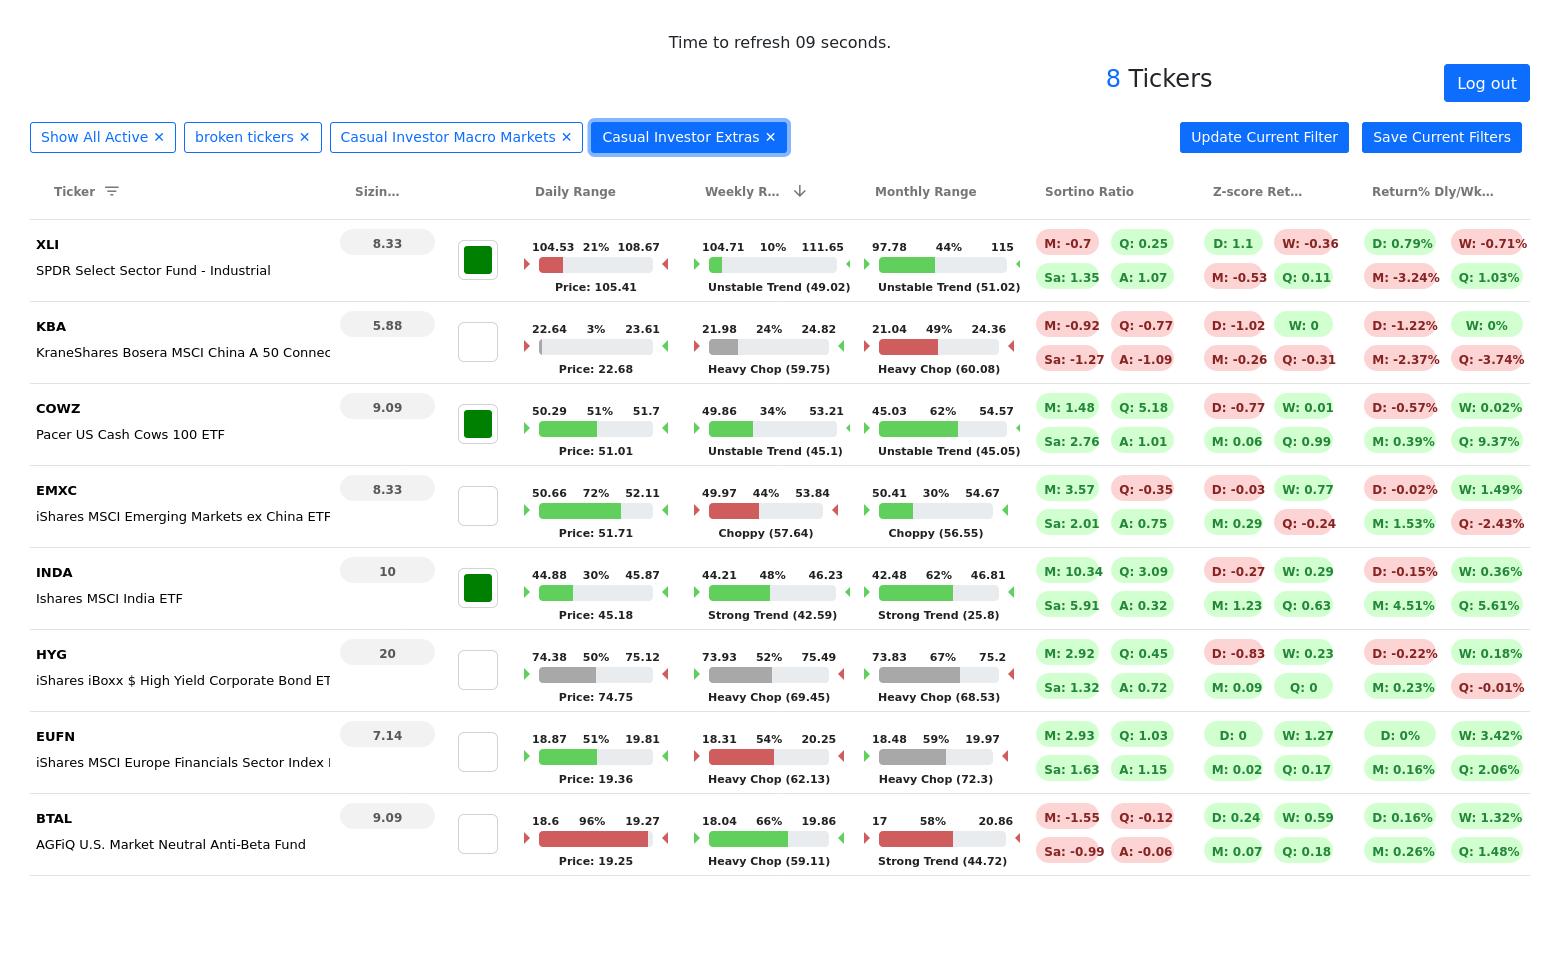 Time to refresh 09 seconds.
8 Tickers
Log out
Show All Active ✕ broken tickers ✕ Casual Investor Macro Markets ✕ Casual Investor Extras ✕ Update Current Filter Save Current Filters
Ticker Sizin... Daily Range Weekly R... Monthly Range Sortino Ratio Z-score Ret... Return% Dly/Wk...
XLI 8.33 104.53 21% 108.67 104.71 10% 111.65 97.78 44% 115 M: -0.7 Q: 0.25 D: 1.1 W: -0.36 D: 0.79% W: -0.71%
SPDR Select Sector Fund - Industrial Price: 105.41 Unstable Trend (49.02) Unstable Trend (51.02) Sa: 1.35 A: 1.07 M: -0.53 Q: 0.11 M: -3.24% Q: 1.03%
KBA 5.88 22.64 3% 23.61 21.98 24% 24.82 21.04 49% 24.36 M: -0.92 Q: -0.77 D: -1.02 W: 0 D: -1.22% W: 0%
KraneShares Bosera MSCI China A 50 Connec Price: 22.68 Heavy Chop (59.75) Heavy Chop (60.08) Sa: -1.27 A: -1.09 M: -0.26 Q: -0.31 M: -2.37% Q: -3.74%
COWZ 9.09 50.29 51% 51.7 49.86 34% 53.21 45.03 62% 54.57 M: 1.48 Q: 5.18 D: -0.77 W: 0.01 D: -0.57% W: 0.02%
Pacer US Cash Cows 100 ETF Price: 51.01 Unstable Trend (45.1) Unstable Trend (45.05) Sa: 2.76 A: 1.01 M: 0.06 Q: 0.99 M: 0.39% Q: 9.37%
EMXC 8.33 50.66 72% 52.11 49.97 44% 53.84 50.41 30% 54.67 M: 3.57 Q: -0.35 D: -0.03 W: 0.77 D: -0.02% W: 1.49%
iShares MSCI Emerging Markets ex China ETF Price: 51.71 Choppy (57.64) Choppy (56.55) Sa: 2.01 A: 0.75 M: 0.29 Q: -0.24 M: 1.53% Q: -2.43%
INDA 10 44.88 30% 45.87 44.21 48% 46.23 42.48 62% 46.81 M: 10.34 Q: 3.09 D: -0.27 W: 0.29 D: -0.15% W: 0.36%
Ishares MSCI India ETF Price: 45.18 Strong Trend (42.59) Strong Trend (25.8) Sa: 5.91 A: 0.32 M: 1.23 Q: 0.63 M: 4.51% Q: 5.61%
HYG 20 74.38 50% 75.12 73.93 52% 75.49 73.83 67% 75.2 M: 2.92 Q: 0.45 D: -0.83 W: 0.23 D: -0.22% W: 0.18%
iShares iBoxx $ High Yield Corporate Bond ET Price: 74.75 Heavy Chop (69.45) Heavy Chop (68.53) Sa: 1.32 A: 0.72 M: 0.09 Q: 0 M: 0.23% Q: -0.01%
EUFN 7.14 18.87 51% 19.81 18.31 54% 20.25 18.48 59% 19.97 M: 2.93 Q: 1.03 D: 0 W: 1.27 D: 0% W: 3.42%
iShares MSCI Europe Financials Sector Index Price: 19.36 Heavy Chop (62.13) Heavy Chop (72.3) Sa: 1.63 A: 1.15 M: 0.02 Q: 0.17 M: 0.16% Q: 2.06%
BTAL 9.09 18.6 96% 19.27 18.04 66% 19.86 17 58% 20.86 M: -1.55 Q: -0.12 D: 0.24 W: 0.59 D: 0.16% W: 1.32%
AGFiQ U.S. Market Neutral Anti-Beta Fund Price: 19.25 Heavy Chop (59.11) Strong Trend (44.72) Sa: -0.99 A: -0.06 M: 0.07 Q: 0.18 M: 0.26% Q: 1.48%